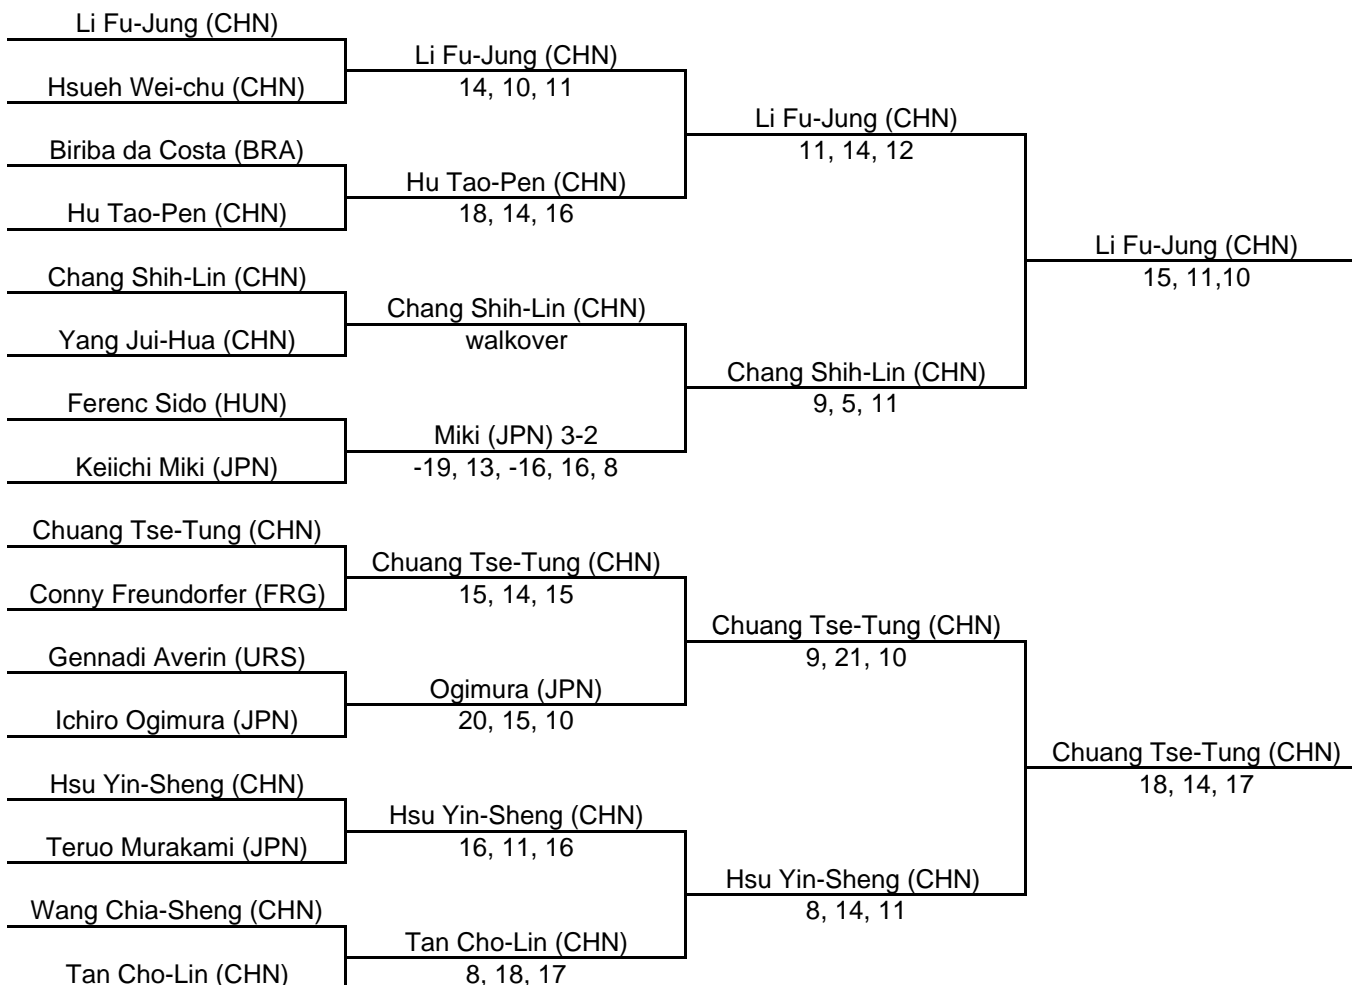 Li Fu-Jung (CHN)
Hsueh Wei-chu (CHN)
Biriba da Costa (BRA)
Hu Tao-Pen (CHN)
Chang Shih-Lin (CHN)
Yang Jui-Hua (CHN)
Ferenc Sido (HUN)
Keiichi Miki (JPN)
Chuang Tse-Tung (CHN)
Conny Freundorfer (FRG)
Gennadi Averin (URS)
Ichiro Ogimura (JPN)
Hsu Yin-Sheng (CHN)
Teruo Murakami (JPN)
Wang Chia-Sheng (CHN)
Tan Cho-Lin (CHN)
Li Fu-Jung (CHN)
14, 10, 11
Hu Tao-Pen (CHN)
18, 14, 16
Chang Shih-Lin (CHN)
walkover
Miki (JPN) 3-2
-19, 13, -16, 16, 8
Chuang Tse-Tung (CHN)
15, 14, 15
Ogimura (JPN)
20, 15, 10
Hsu Yin-Sheng (CHN)
16, 11, 16
Tan Cho-Lin (CHN)
8, 18, 17
Li Fu-Jung (CHN)
11, 14, 12
Chang Shih-Lin (CHN)
9, 5, 11
Chuang Tse-Tung (CHN)
9, 21, 10
Hsu Yin-Sheng (CHN)
8, 14, 11
Li Fu-Jung (CHN)
15, 11,10
Chuang Tse-Tung (CHN)
18, 14, 17